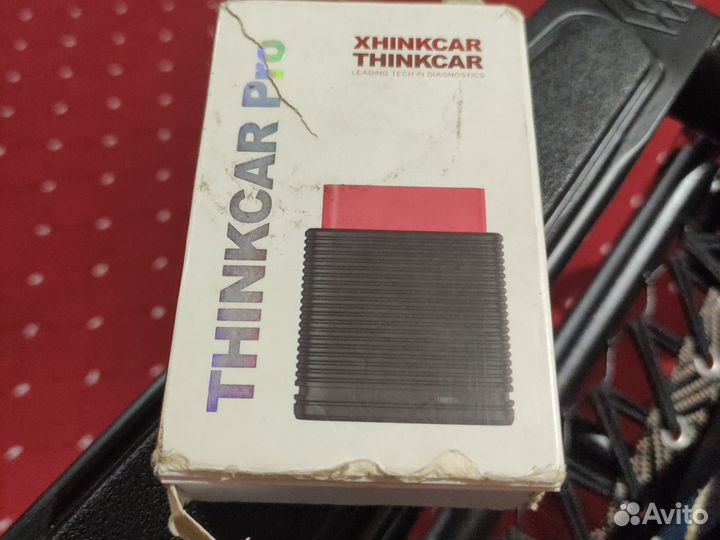 XHINKCAR
THINKCAR
LEADING TECH IN DIAGNOSTICS
THINKCAR Pro
Avito